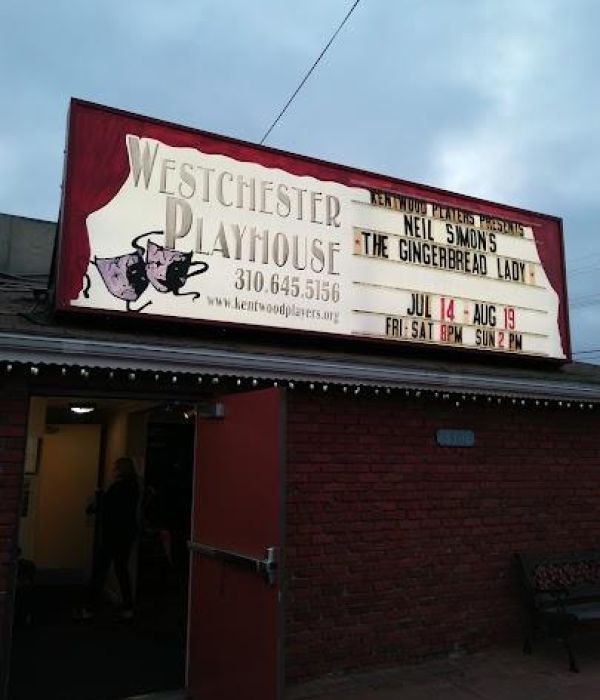 WESTCHESTER
PLAYHOUSE
310.645.5156
www.kentwoodplayers.org
KENTWOOD PLAYERS PRESENTS
NEIL SIMON'S
THE GINGERBREAD LADY
JUL 14 - AUG 19
FRI·SAT 8PM SUN 2 PM